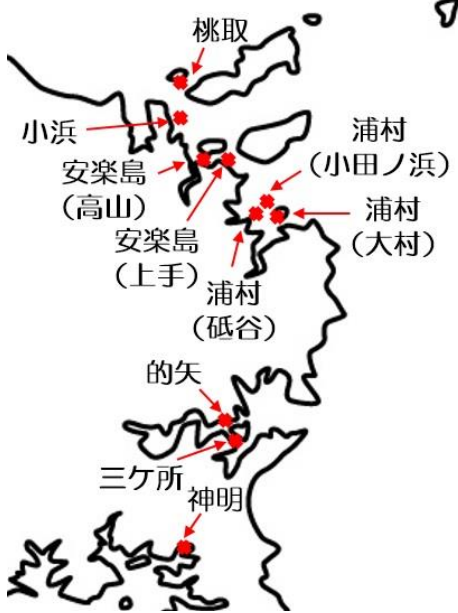 桃取
小浜
安楽島
（高山）
安楽島
（上手）
浦村
（小田ノ浜）
浦村
（大村）
浦村
（砥谷）
的矢
三ケ所
神明